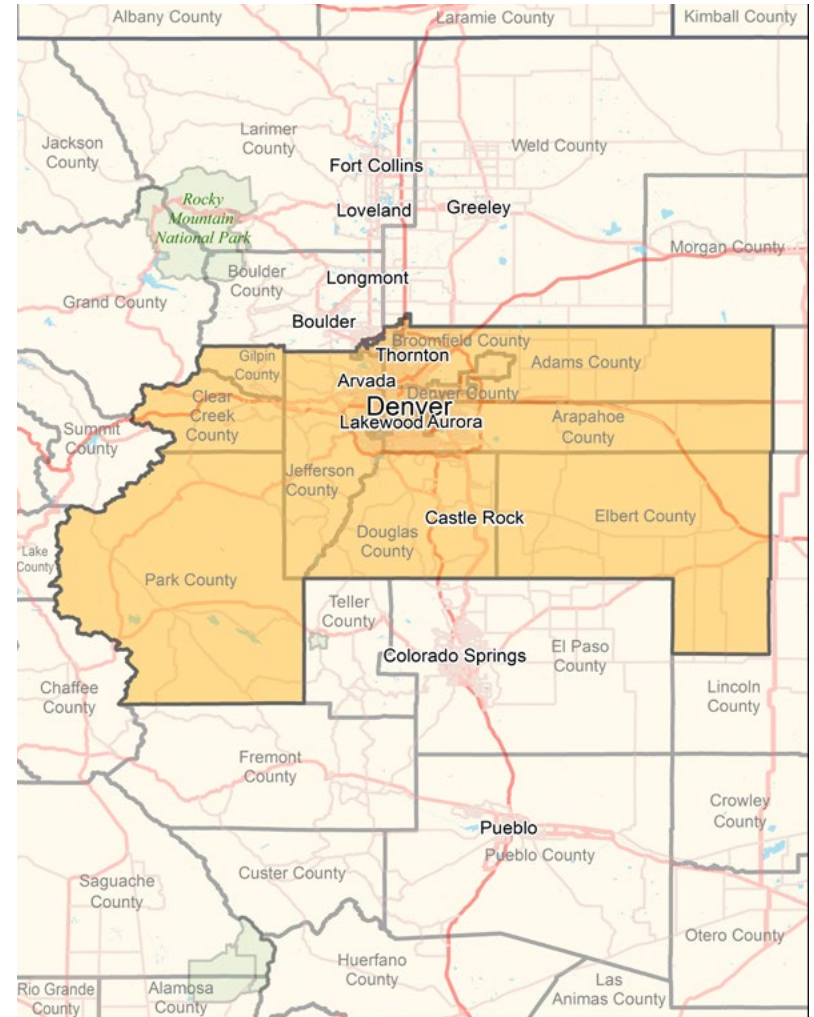 Albany County
Laramie County
Kimball County
Jackson
County
Larimer
County
Weld County
Fort Collins
Rocky
Mountain
National Park
Loveland
Greeley
Morgan County
Boulder
County
Longmont
Grand County
Boulder
Broomfield County
Gilpin
County
Thornton
Adams County
Arvada
Denver County
Clear
Creek
County
Denver
Lakewood
Aurora
Arapahoe
County
Summit
County
Jefferson
County
Castle Rock
Elbert County
Douglas
County
Lake
County
Park County
Teller
County
Colorado Springs
El Paso
County
Chaffee
County
Lincoln
County
Fremont
County
Crowley
County
Pueblo
Pueblo County
Custer County
Saguache
County
Otero County
Huerfano
County
Las
Animas County
Rio Grande
County
Alamosa
County